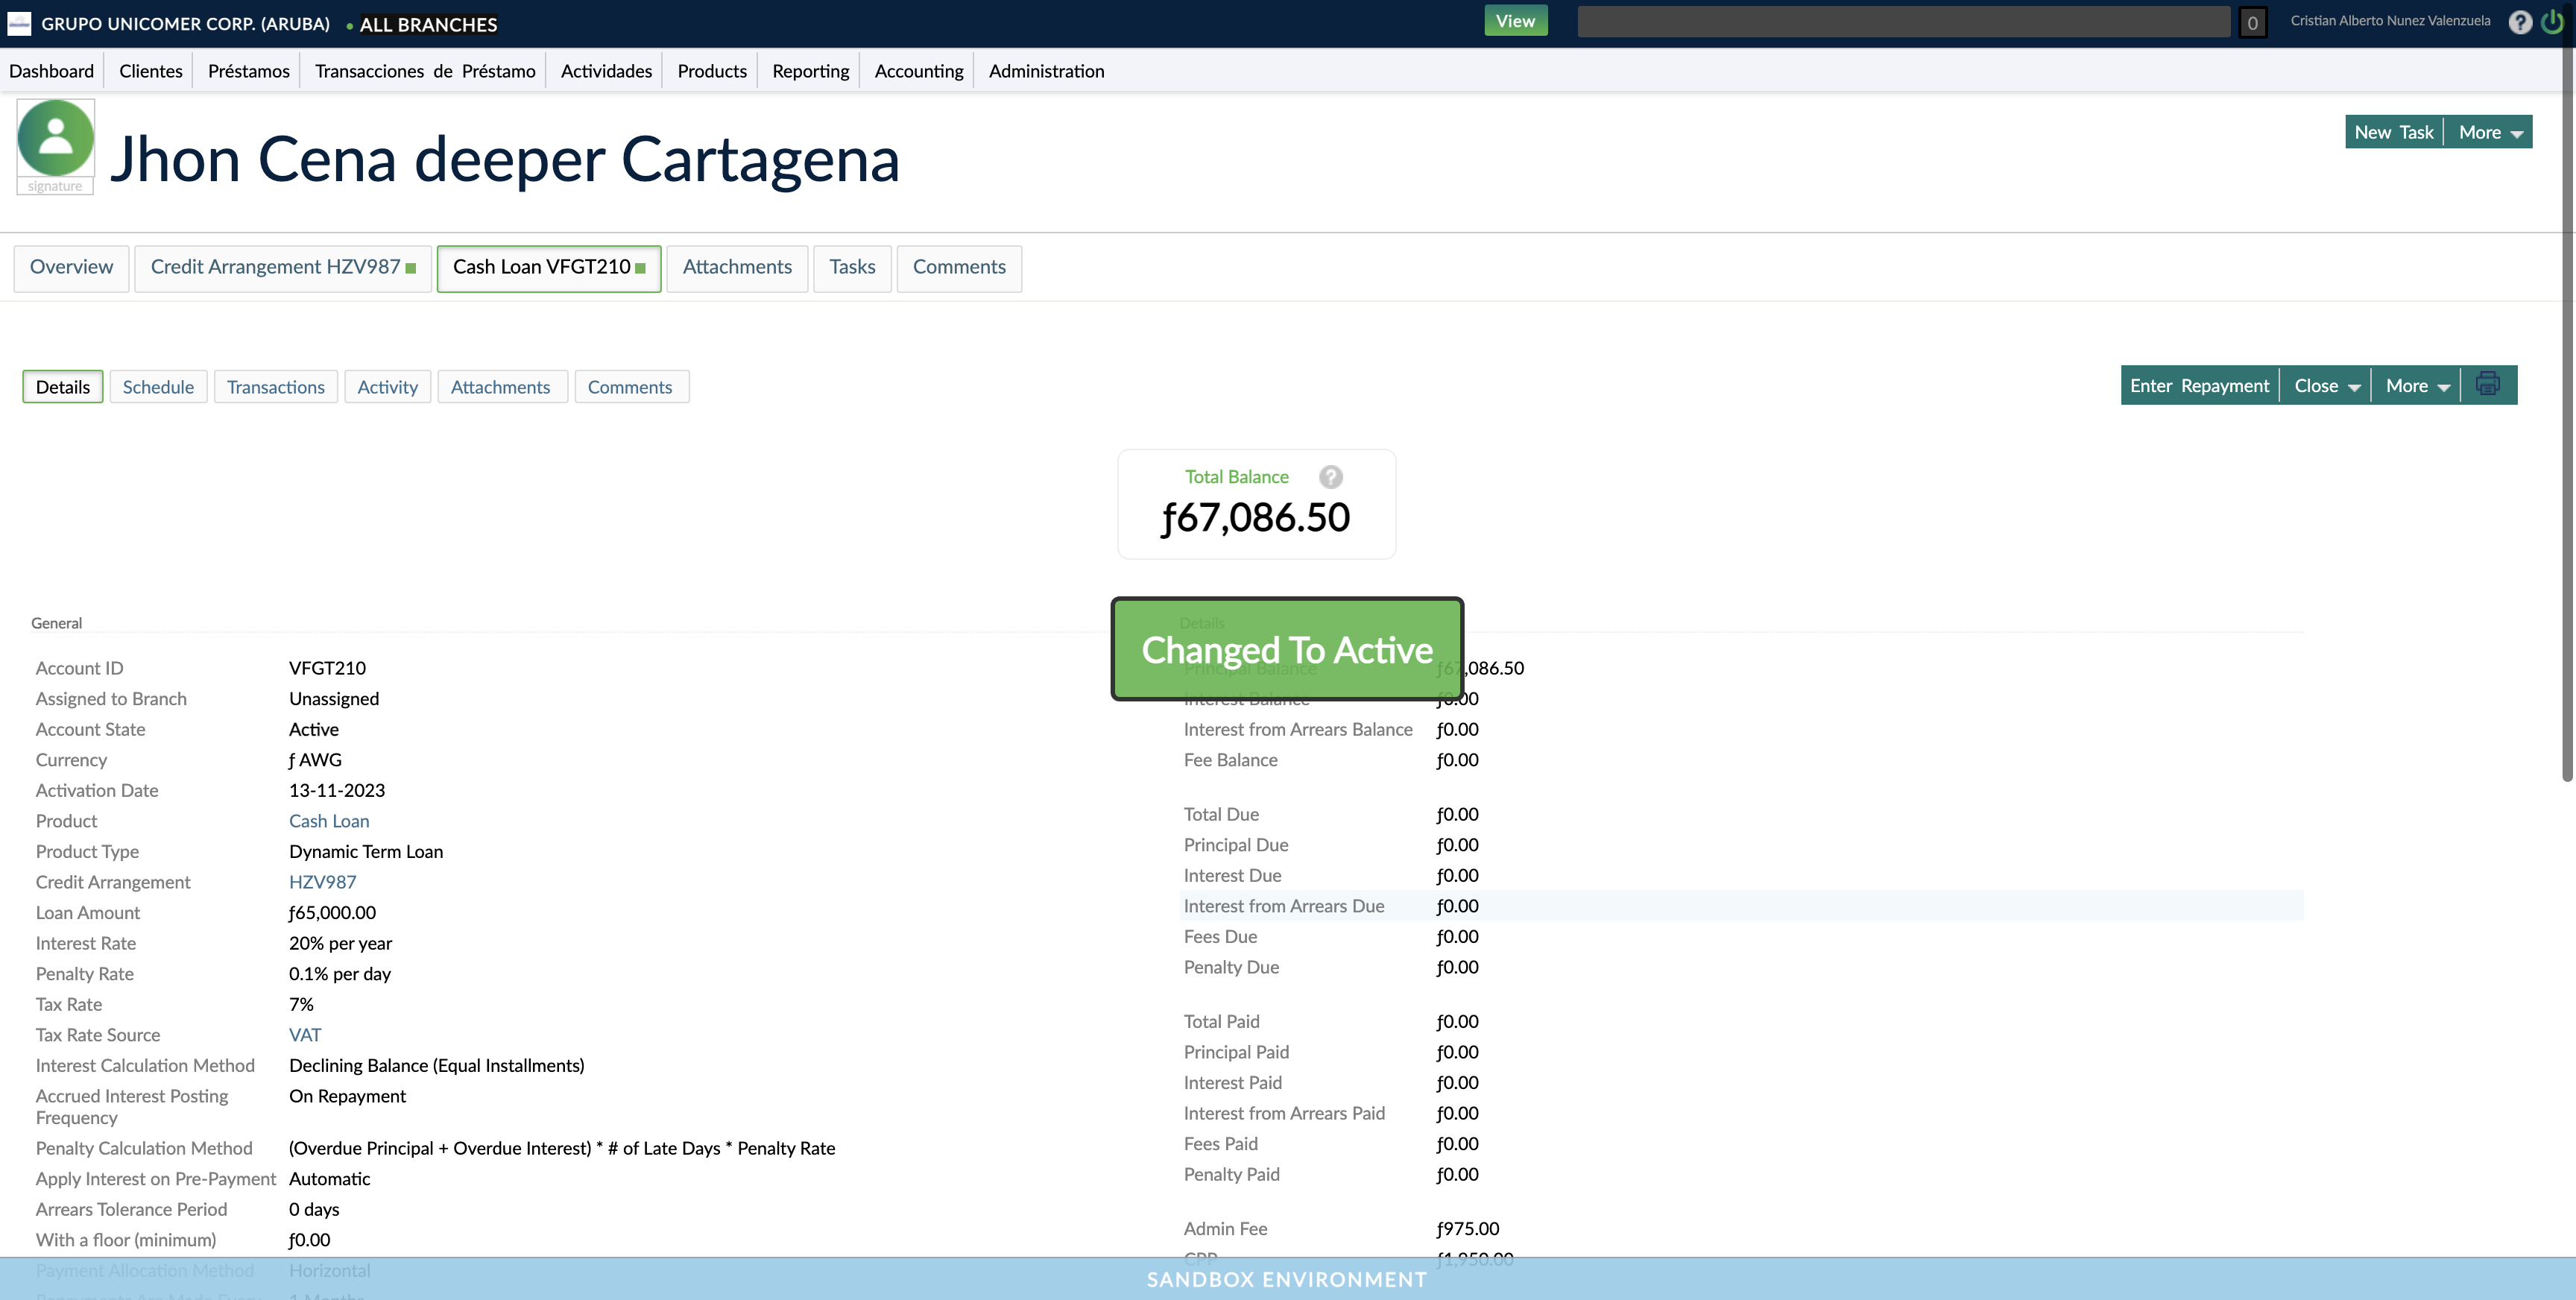 GRUPO UNICOMER CORP. (ARUBA) • ALL BRANCHES View 0 Cristian Alberto Nunez Valenzuela ?
Dashboard Clientes Préstamos Transacciones de Préstamo Actividades Products Reporting Accounting Administration
signature
Jhon Cena deeper Cartagena
New Task More
Overview Credit Arrangement HZV987 Cash Loan VFGT210 Attachments Tasks Comments
Details Schedule Transactions Activity Attachments Comments
Enter Repayment Close More
Total Balance ?
ƒ67,086.50
Changed To Active
General
Account ID VFGT210
Assigned to Branch Unassigned
Account State Active
Currency ƒ AWG
Activation Date 13-11-2023
Product Cash Loan
Product Type Dynamic Term Loan
Credit Arrangement HZV987
Loan Amount ƒ65,000.00
Interest Rate 20% per year
Penalty Rate 0.1% per day
Tax Rate 7%
Tax Rate Source VAT
Interest Calculation Method Declining Balance (Equal Installments)
Accrued Interest Posting
Frequency On Repayment
Penalty Calculation Method (Overdue Principal + Overdue Interest) * # of Late Days * Penalty Rate
Apply Interest on Pre-Payment Automatic
Arrears Tolerance Period 0 days
With a floor (minimum) ƒ0.00
Payment Allocation Method Horizontal
Details
Principal Balance ƒ67,086.50
Interest Balance ƒ0.00
Interest from Arrears Balance ƒ0.00
Fee Balance ƒ0.00
Total Due ƒ0.00
Principal Due ƒ0.00
Interest Due ƒ0.00
Interest from Arrears Due ƒ0.00
Fees Due ƒ0.00
Penalty Due ƒ0.00
Total Paid ƒ0.00
Principal Paid ƒ0.00
Interest Paid ƒ0.00
Interest from Arrears Paid ƒ0.00
Fees Paid ƒ0.00
Penalty Paid ƒ0.00
Admin Fee ƒ975.00
CPP ƒ1,950.00
SANDBOX ENVIRONMENT